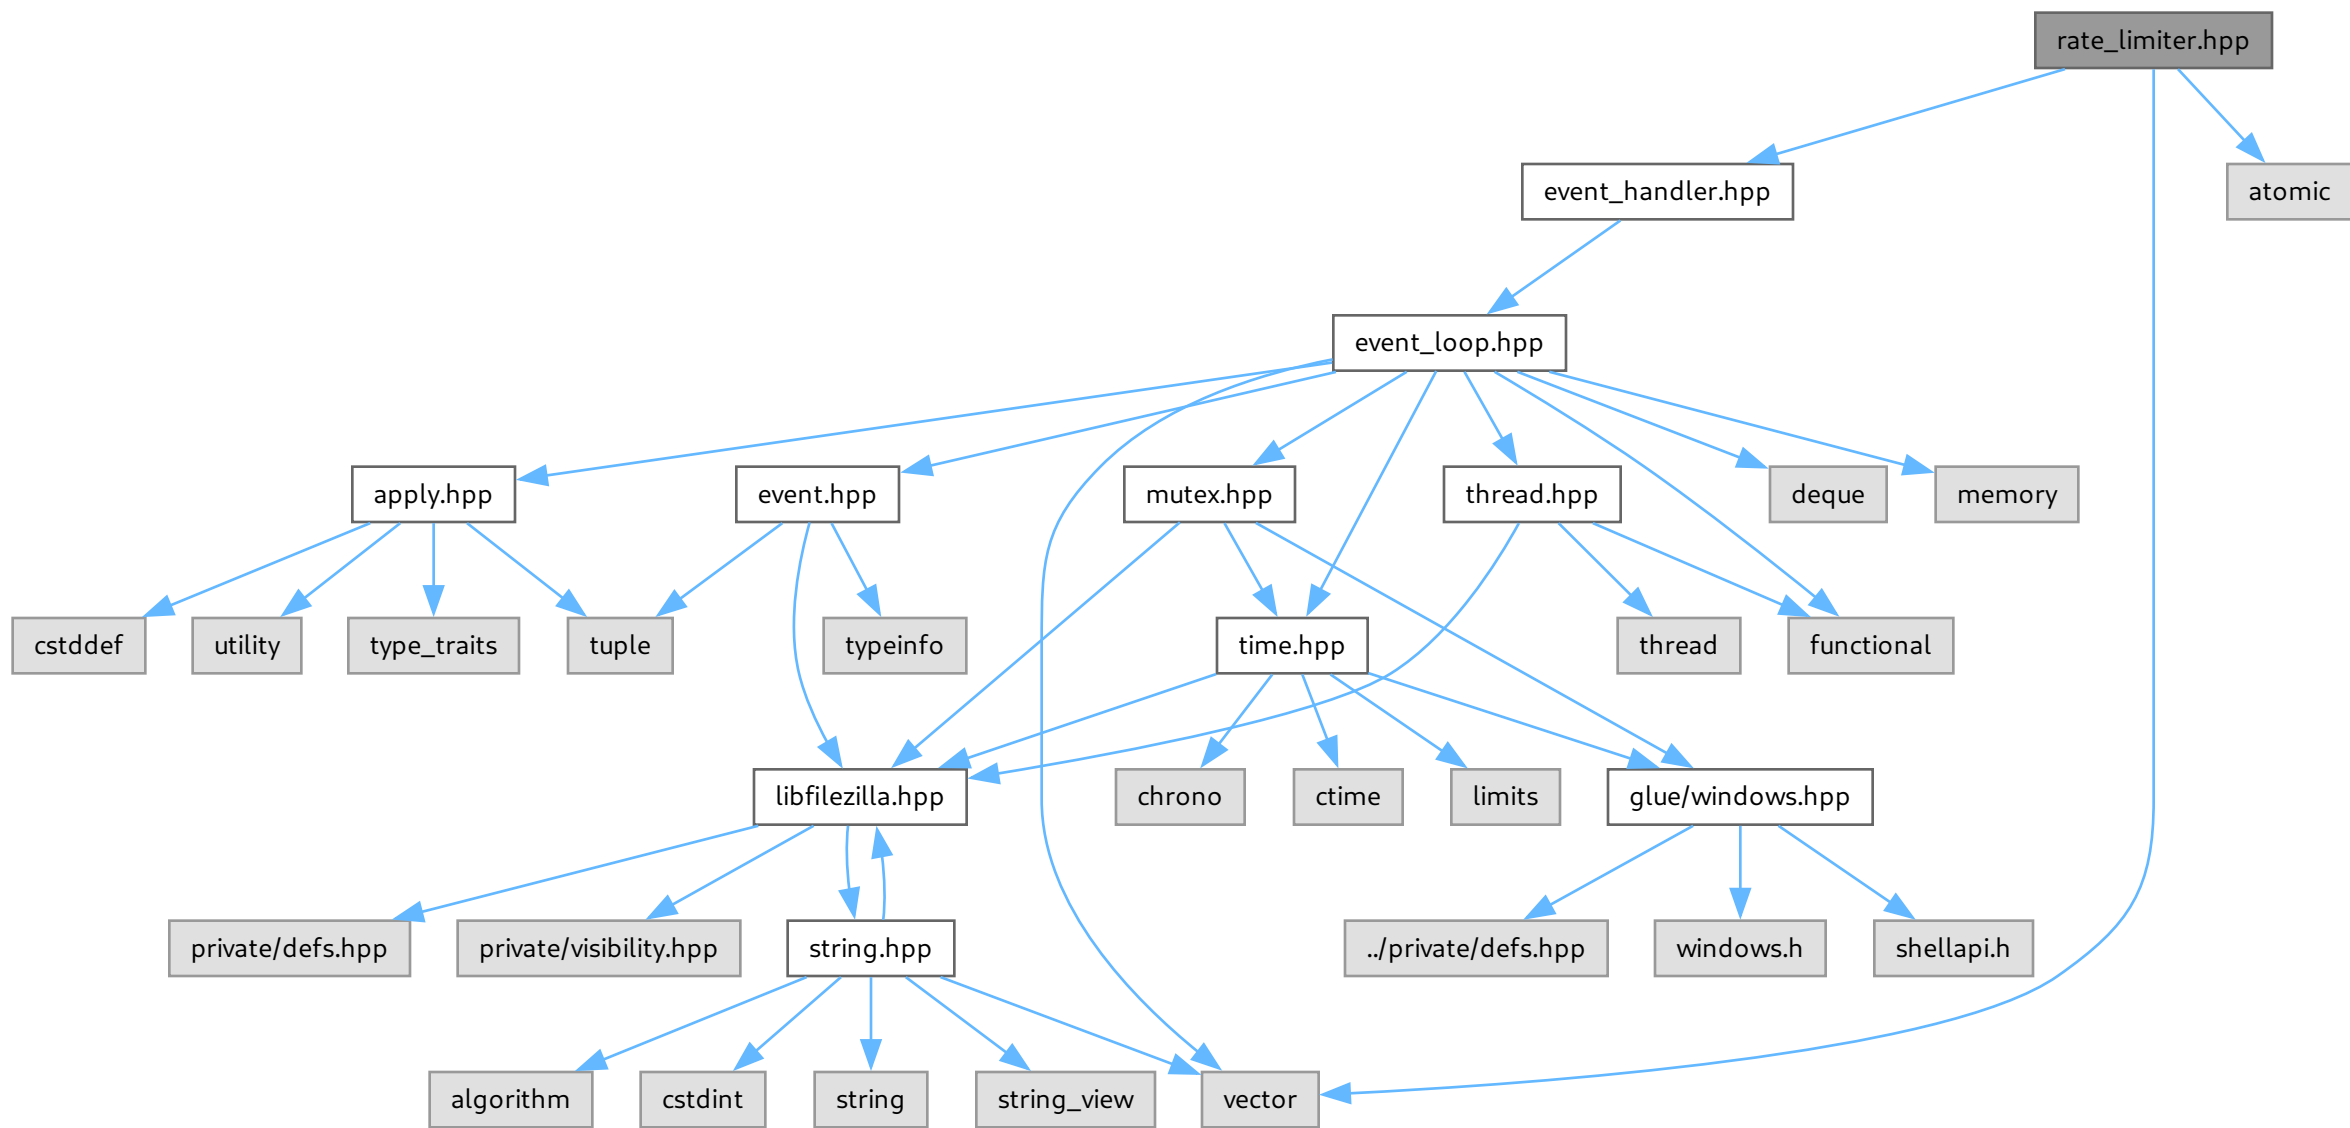 rate_limiter.hpp
event_handler.hpp
atomic
event_loop.hpp
apply.hpp
event.hpp
mutex.hpp
thread.hpp
deque
memory
cstddef
utility
type_traits
tuple
typeinfo
time.hpp
thread
functional
libfilezilla.hpp
chrono
ctime
limits
glue/windows.hpp
private/defs.hpp
private/visibility.hpp
string.hpp
../private/defs.hpp
windows.h
shellapi.h
algorithm
cstdint
string
string_view
vector